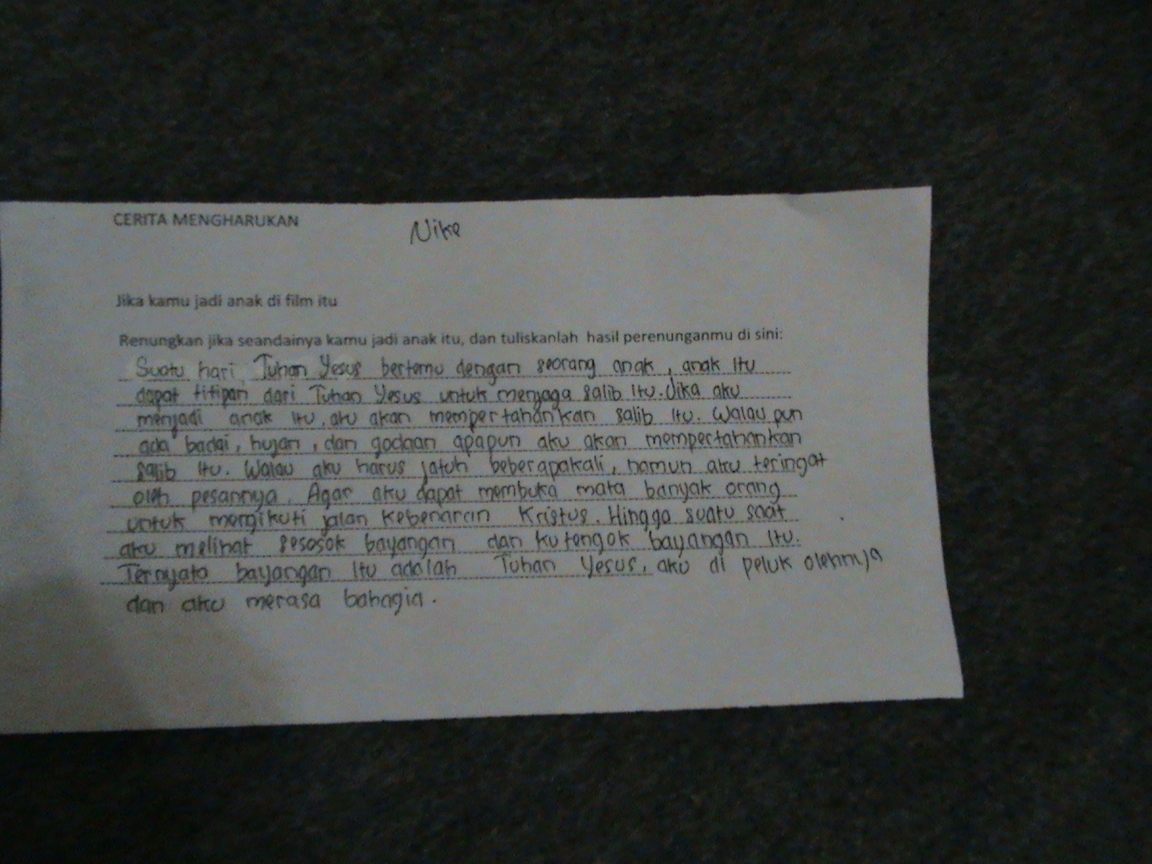 CERITA MENGHARUKAN
Nike
Jika kamu jadi anak di film itu
Renungkan jika seandainya kamu jadi anak itu, dan tuliskanlah hasil perenunganmu di sini:
Suatu hari Tuhan Yesus bertemu dengan seorang anak, anak itu
dapat titipan dari Tuhan Yesus untuk menjaga salib itu. Jika aku
menjadi anak itu, aku akan mempertahankan salib itu. Walau pun
ada badai, hujan, dan godaan apapun aku akan mempertahankan
salib itu. Walau aku harus jatuh beberapakali, namun aku teringat
oleh pesannya. Agar aku dapat membuka mata banyak orang
untuk mengikuti jalan kebenaran Kristus. Hingga suatu saat
aku melihat sesosok bayangan dan kutengok bayangan itu.
Ternyata bayangan itu adalah Tuhan Yesus, aku di peluk olehnya
dan aku merasa bahagia.